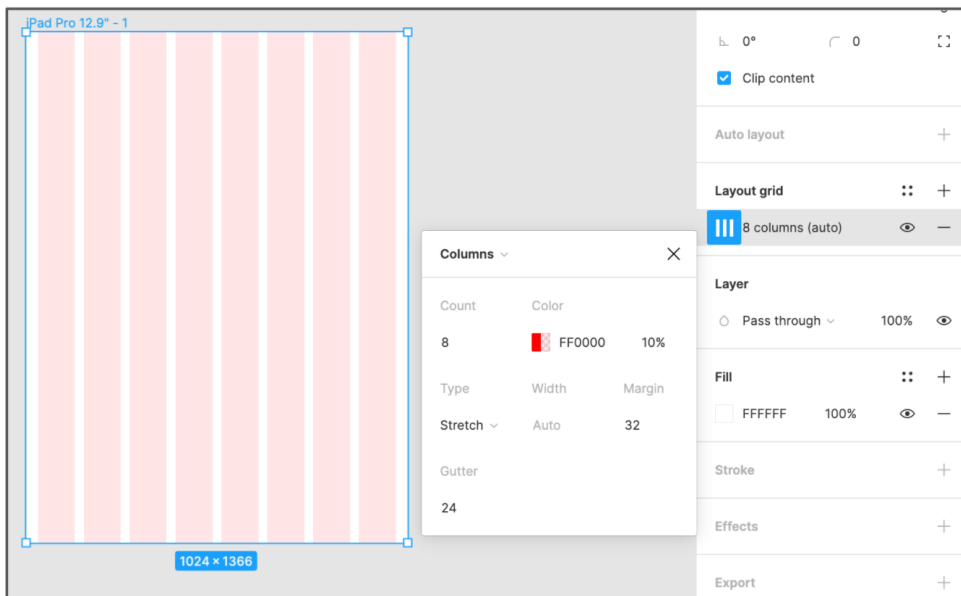 iPad Pro 12.9" - 1
1024 × 1366
Columns
Count Color
8 FF0000 10%
Type Width Margin
Stretch Auto 32
Gutter
24
0° 0
Clip content
Auto layout
Layout grid
8 columns (auto)
Layer
Pass through 100%
Fill
FFFFFF 100%
Stroke
Effects
Export